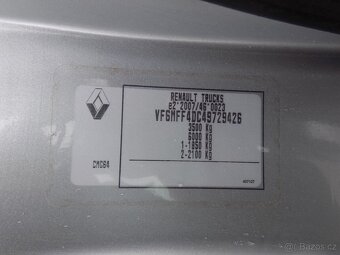 RENAULT TRUCKS
e2*2007/46*0023
VF6MFF4DC49729426
3500 Kg
6000 Kg
1-1850 Kg
2-2100 Kg
CMC64
Bazos.cz